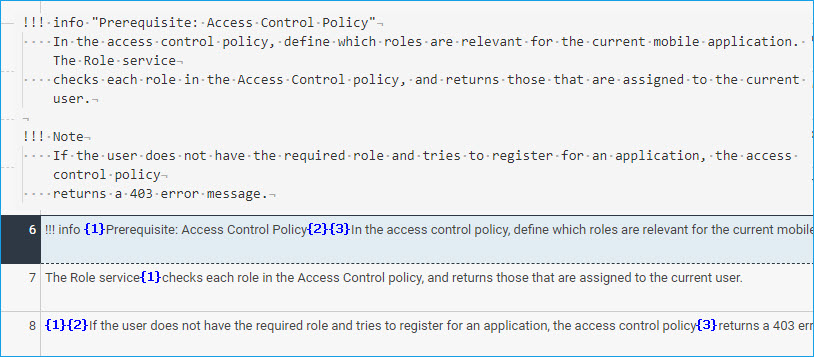 !!! info "Prerequisite: Access Control Policy"¬
····In the access control policy, define which roles are relevant for the current mobile application.
The Role service¬
····checks each role in the Access Control policy, and returns those that are assigned to the current
user.¬
¬
!!! Note¬
····If the user does not have the required role and tries to register for an application, the access
control policy¬
····returns a 403 error message.¬
6 !!! info {1}Prerequisite: Access Control Policy{2}{3}In the access control policy, define which roles are relevant for the current mobile
7 The Role service{1}checks each role in the Access Control policy, and returns those that are assigned to the current user.
8 {1}{2}If the user does not have the required role and tries to register for an application, the access control policy{3}returns a 403 err